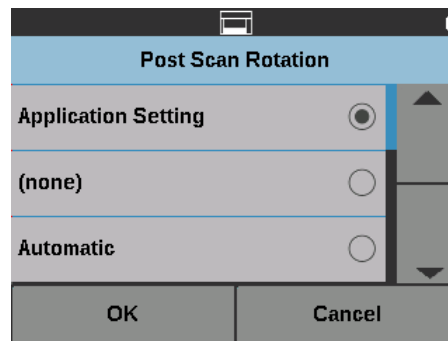 Post Scan Rotation
Application Setting
(none)
Automatic
OK
Cancel